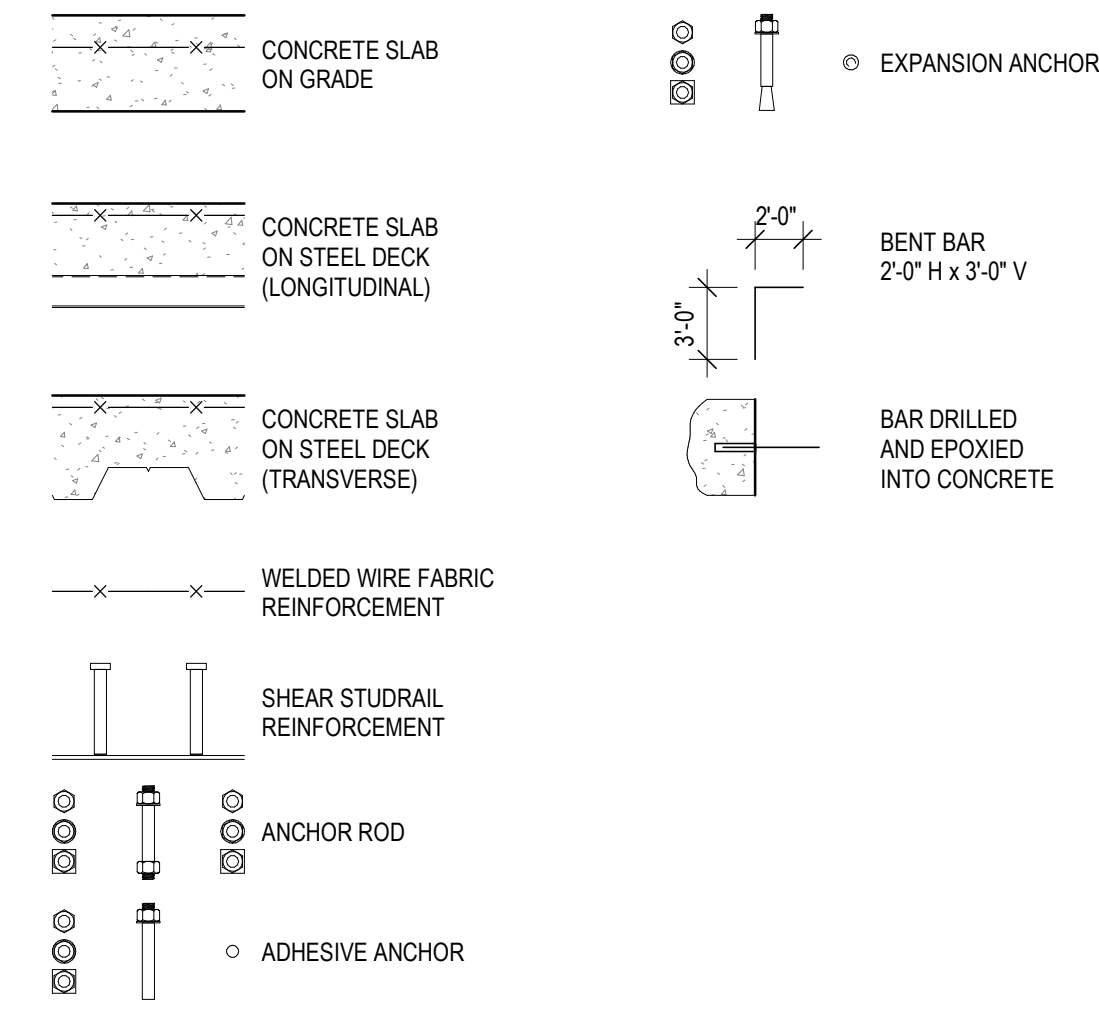 CONCRETE SLAB
ON GRADE
CONCRETE SLAB
ON STEEL DECK
(LONGITUDINAL)
CONCRETE SLAB
ON STEEL DECK
(TRANSVERSE)
WELDED WIRE FABRIC
REINFORCEMENT
SHEAR STUDRAIL
REINFORCEMENT
ANCHOR ROD
ADHESIVE ANCHOR
EXPANSION ANCHOR
2'-0"
3'-0"
BENT BAR
2'-0" H x 3'-0" V
BAR DRILLED
AND EPOXIED
INTO CONCRETE